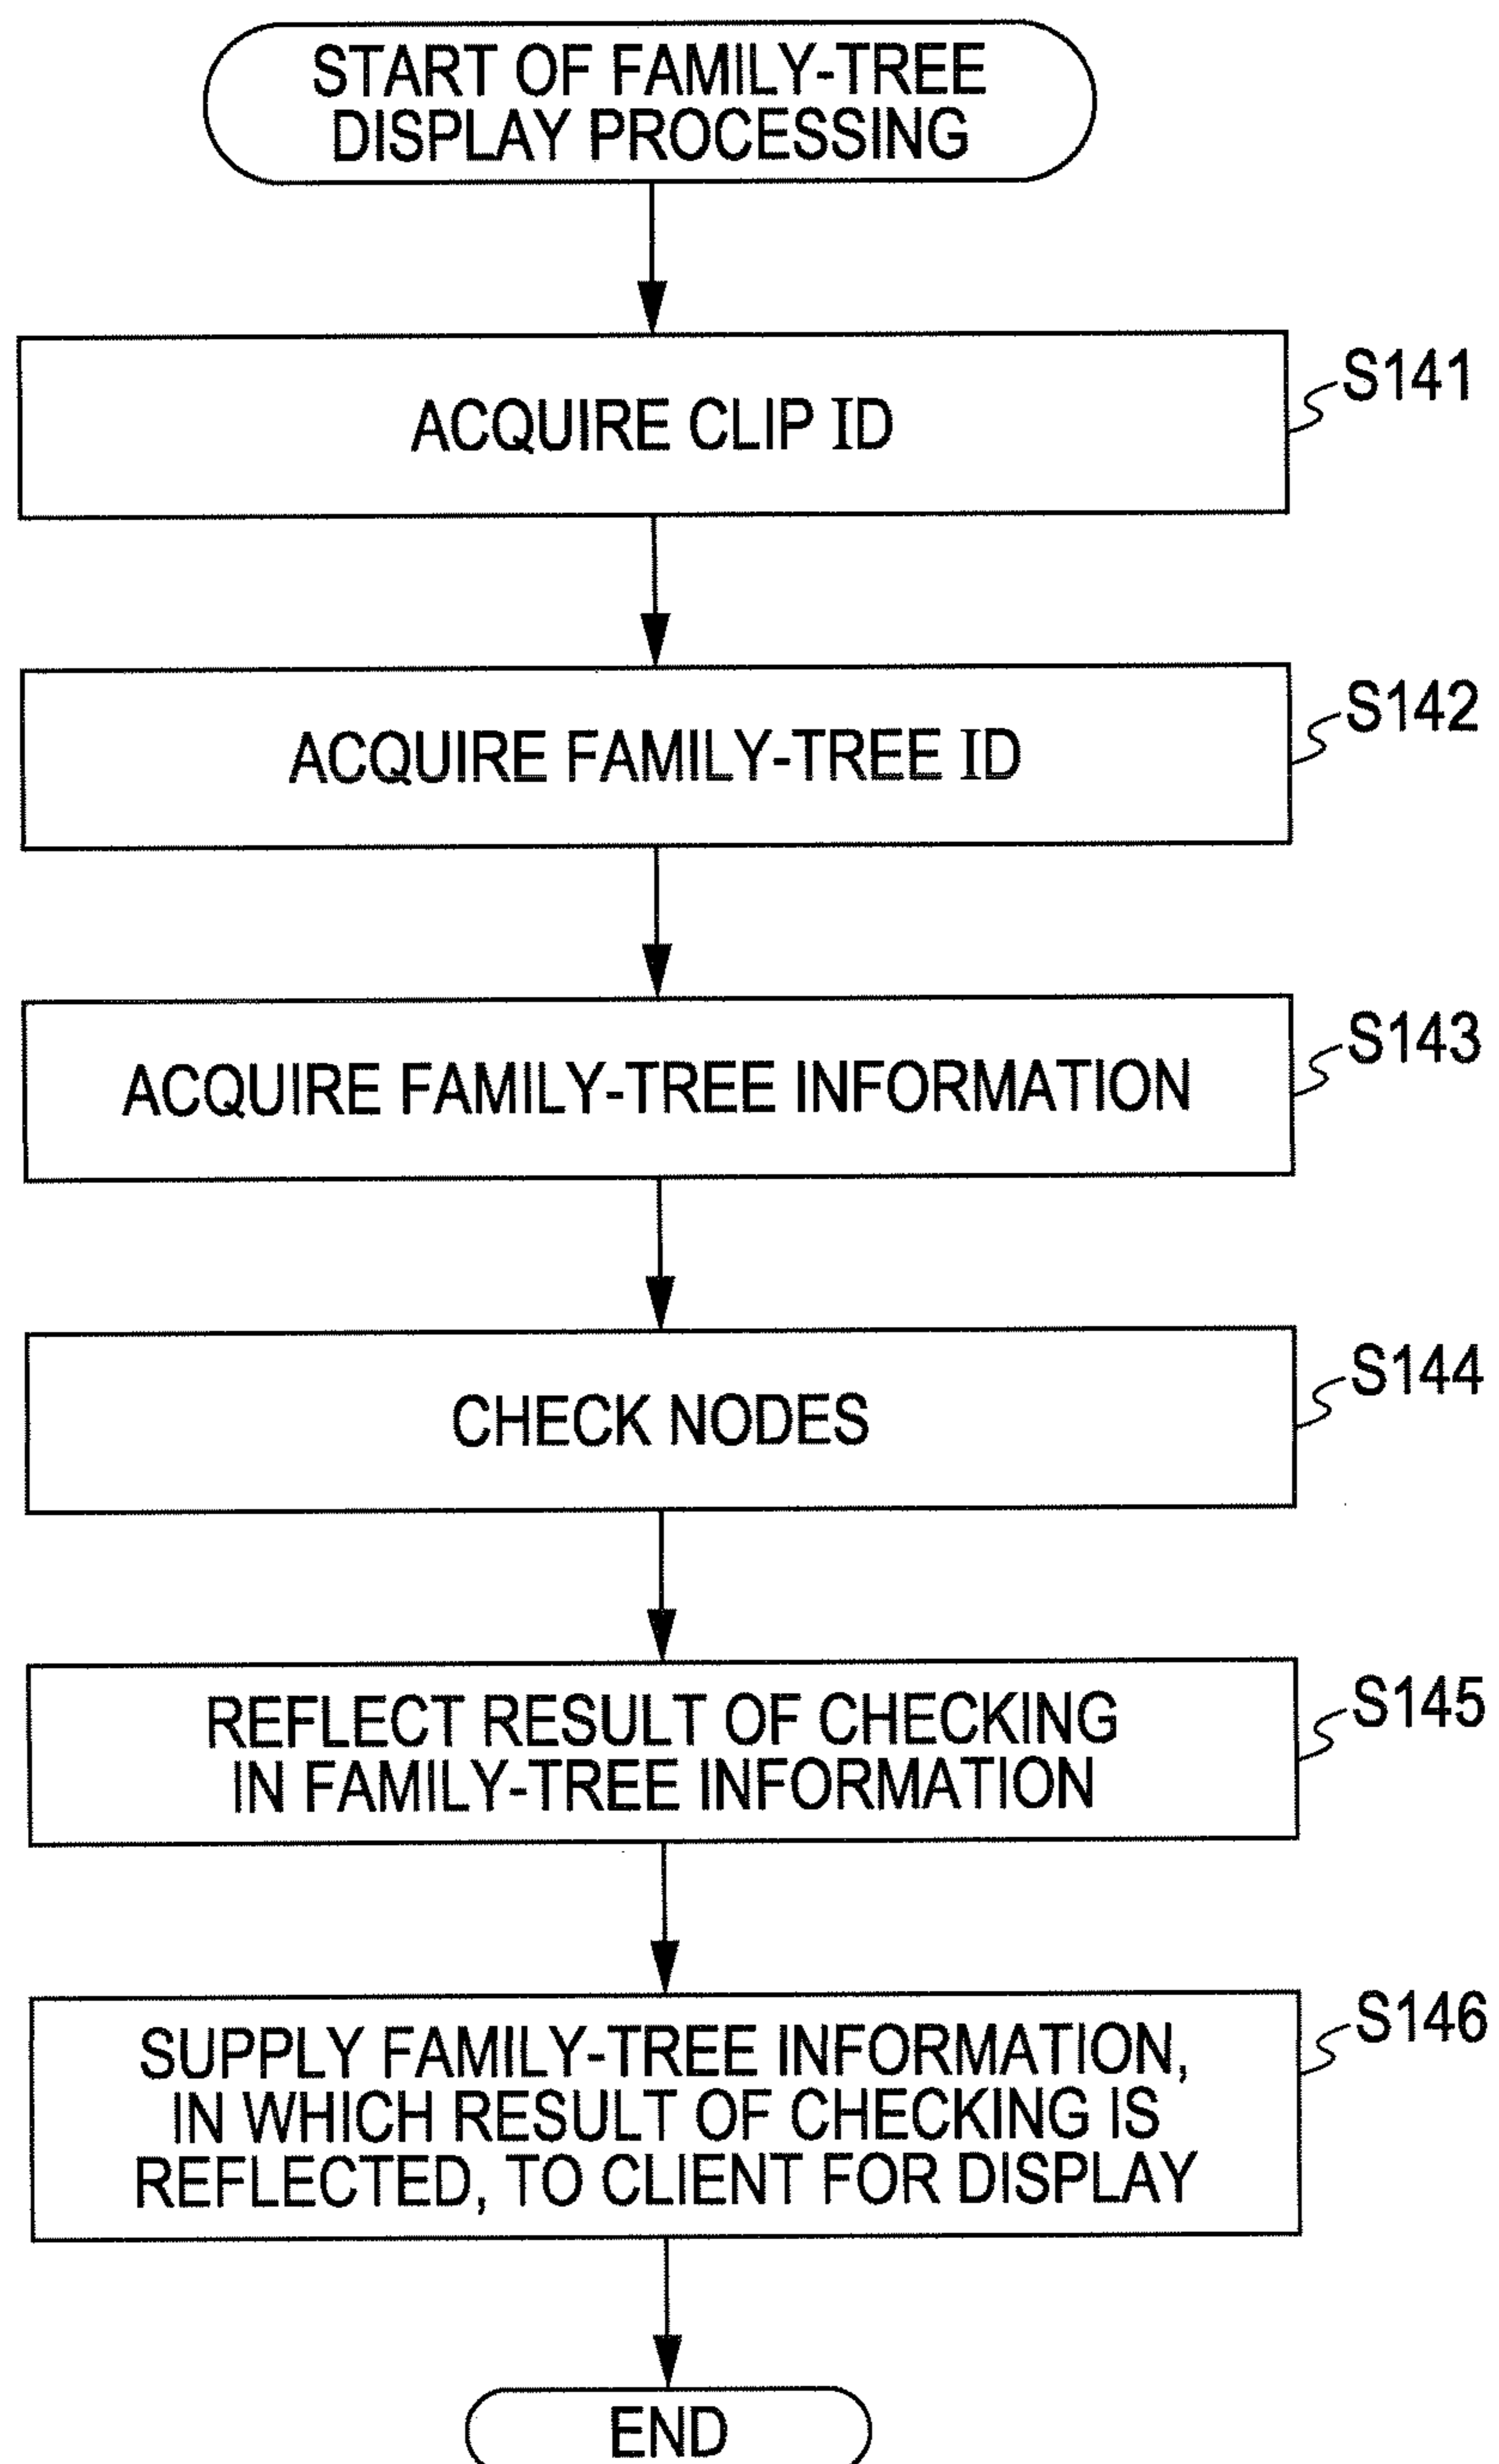 START OF FAMILY-TREE
DISPLAY PROCESSING
ACQUIRE CLIP ID
S141
ACQUIRE FAMILY-TREE ID
S142
ACQUIRE FAMILY-TREE INFORMATION
S143
CHECK NODES
S144
REFLECT RESULT OF CHECKING
IN FAMILY-TREE INFORMATION
S145
SUPPLY FAMILY-TREE INFORMATION,
IN WHICH RESULT OF CHECKING IS
REFLECTED, TO CLIENT FOR DISPLAY
S146
END